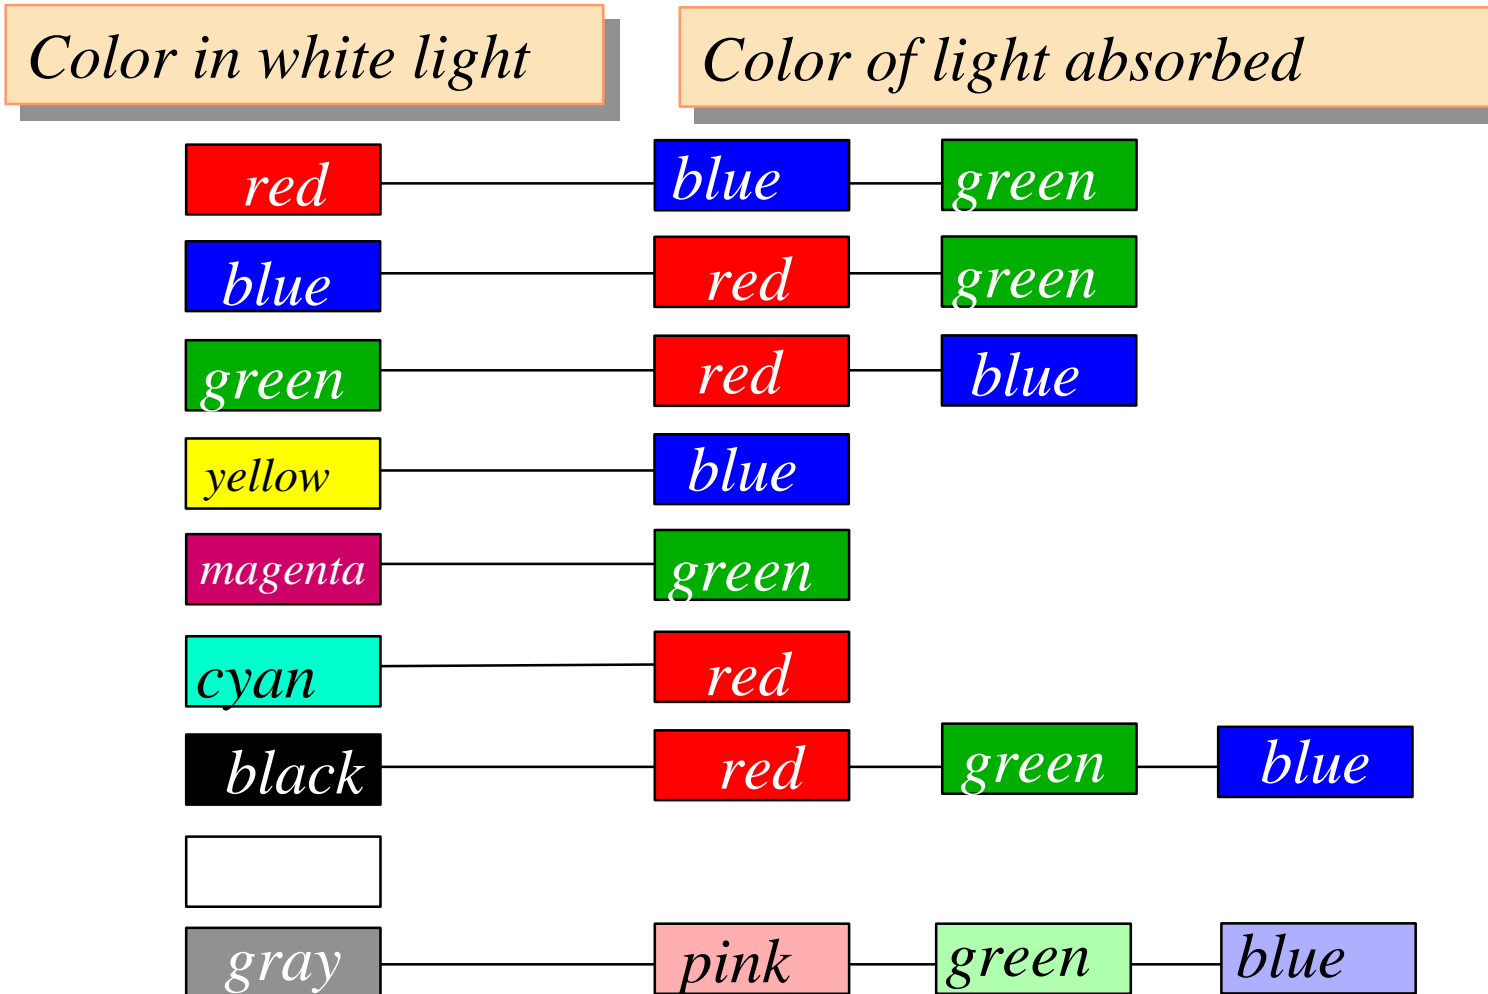 Color in white light Color of light absorbed
red blue green
blue red green
green red blue
yellow blue
magenta green
cyan red
black red green blue
gray pink green blue